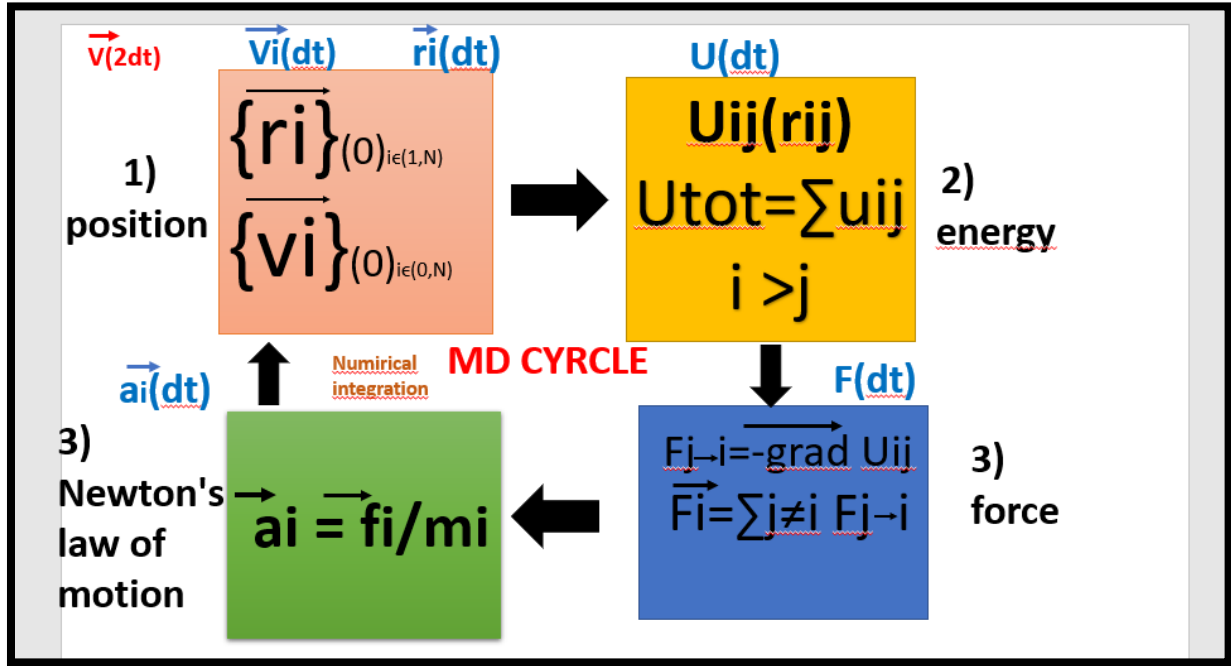 V(2dt)
Vi(dt)
ri(dt)
U(dt)
1)
position
{ri}(0)iϵ(1,N)
{vi}(0)iϵ(0,N)
Uij(rij)
Utot=∑uij
i >j
2)
energy
Numirical
integration
MD CYRCLE
ai(dt)
F(dt)
3)
Newton's
law of
motion
ai = fi/mi
Fj→i=-grad Uij
Fi=∑j≠i Fj→i
3)
force